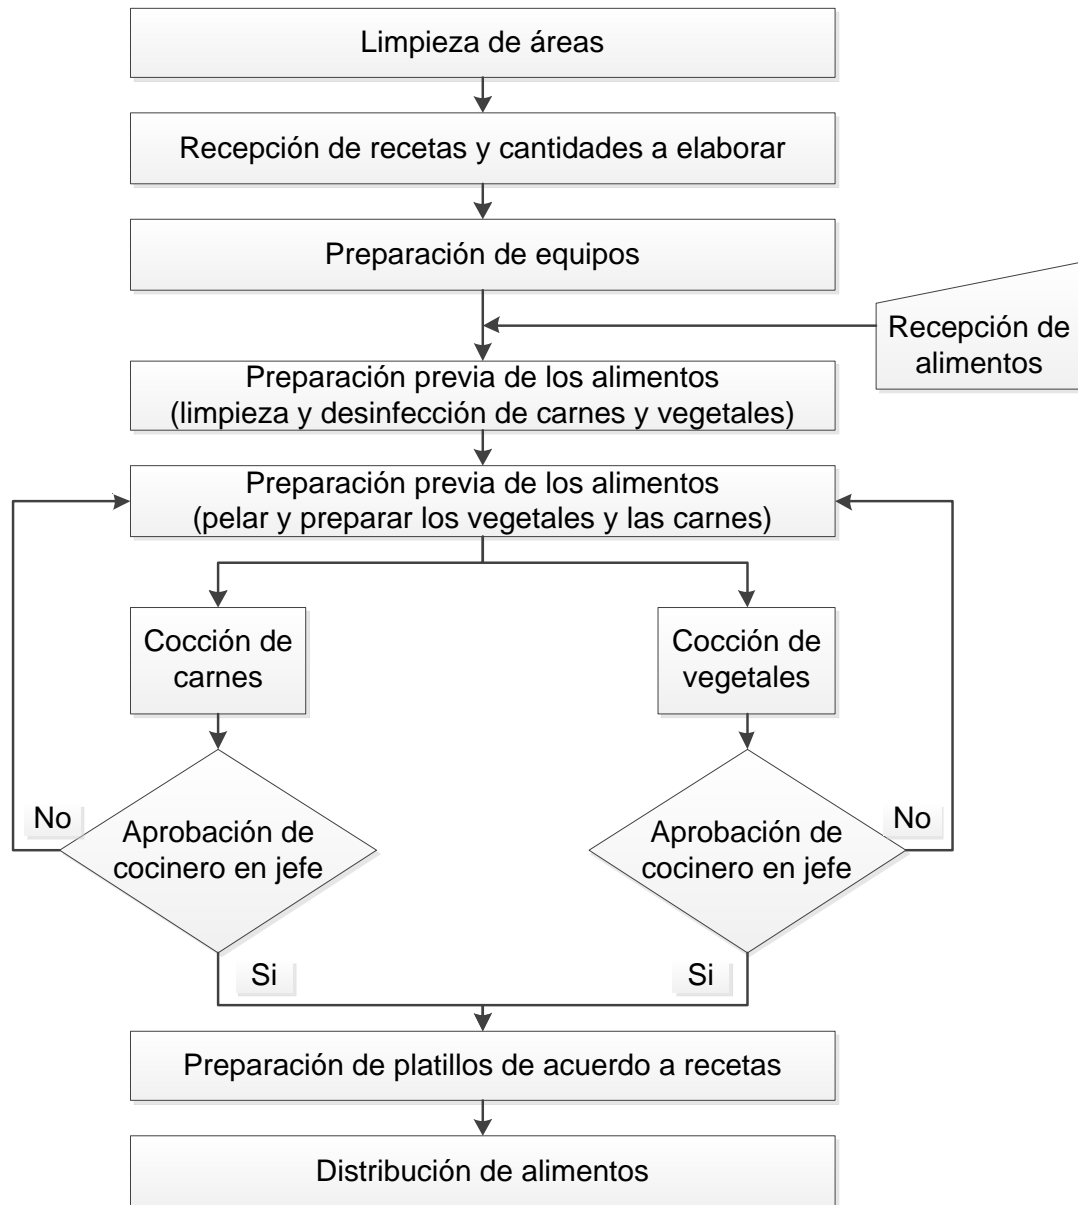 Limpieza de áreas
Recepción de recetas y cantidades a elaborar
Preparación de equipos
Recepción de
alimentos
Preparación previa de los alimentos
(limpieza y desinfección de carnes y vegetales)
Preparación previa de los alimentos
(pelar y preparar los vegetales y las carnes)
Cocción de
carnes
Cocción de
vegetales
No
Aprobación de
cocinero en jefe
Aprobación de
cocinero en jefe
No
Si
Si
Preparación de platillos de acuerdo a recetas
Distribución de alimentos